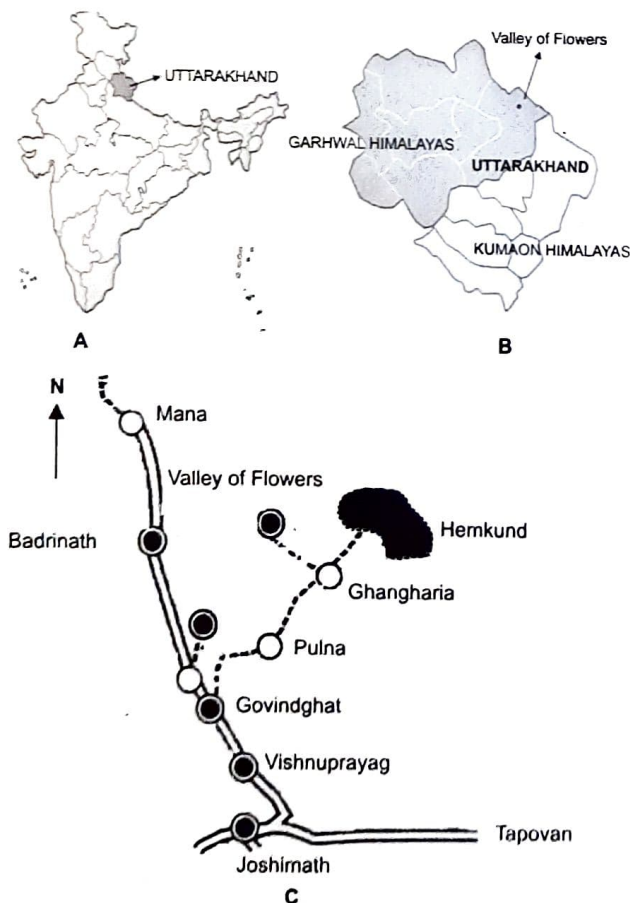 UTTARAKHAND
A
Valley of Flowers
GARHWAL HIMALAYAS
UTTARAKHAND
KUMAON HIMALAYAS
B
N
Mana
Valley of Flowers
Badrinath
Hemkund
Ghangharia
Pulna
Govindghat
Vishnuprayag
Tapovan
Joshimath
C